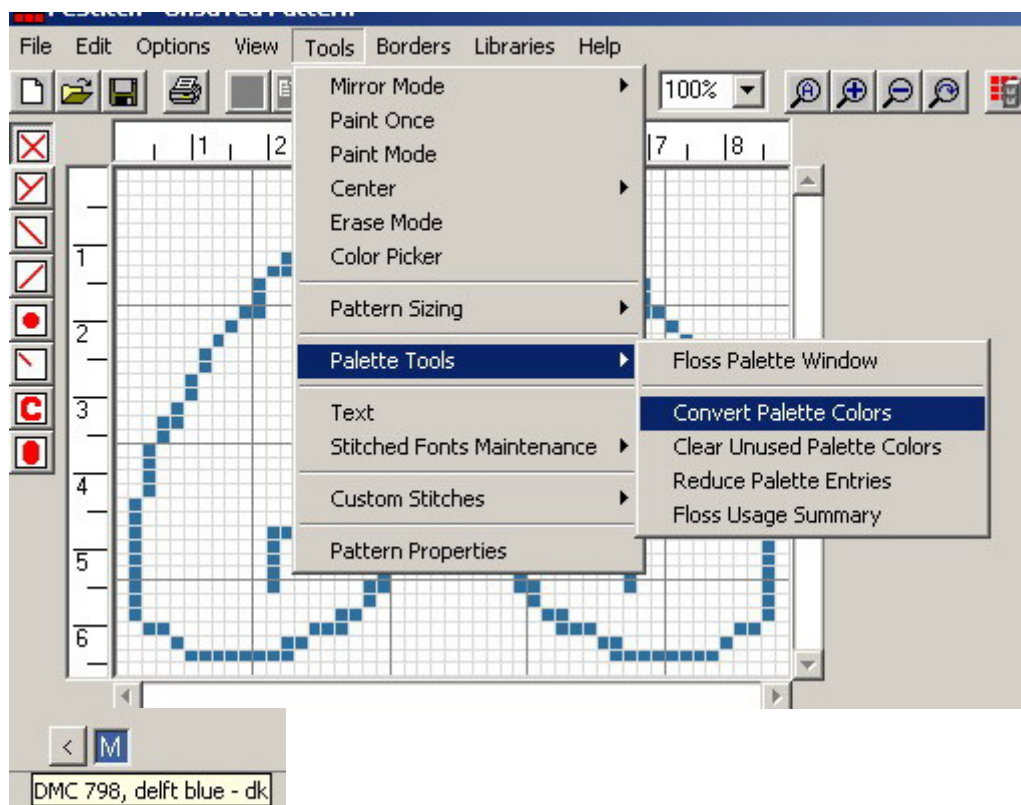 PCStitch - Unsaved Pattern
File Edit Options View Tools Borders Libraries Help
100%
A
1 2 7 8
Mirror Mode
Paint Once
Paint Mode
Center
Erase Mode
Color Picker
Pattern Sizing
Palette Tools
Text
Stitched Fonts Maintenance
Custom Stitches
Pattern Properties
Floss Palette Window
Convert Palette Colors
Clear Unused Palette Colors
Reduce Palette Entries
Floss Usage Summary
1
2
3
4
5
6
C
< M
DMC 798, delft blue - dk